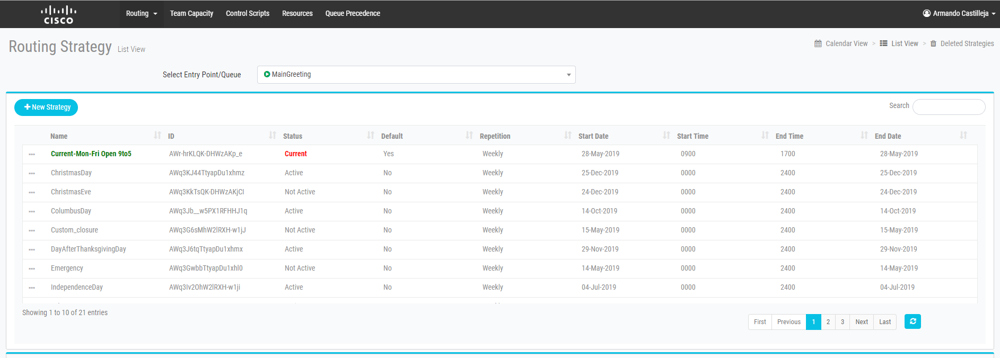 CISCO Routing Team Capacity Control Scripts Resources Queue Precedence Armando Castilleja
Routing Strategy List View Calendar View > List View > Deleted Strategies
Select Entry Point/Queue MainGreeting
New Strategy Search
Name ID Status Default Repetition Start Date Start Time End Time End Date
Current-Mon-Fri Open 9to5 AWr-hrKLQK-DHWzAKp_e Current Yes Weekly 28-May-2019 0900 1700 28-May-2019
ChristmasDay AWq3KJ44TtyapDu1xhmz Active No Weekly 25-Dec-2019 0000 2400 25-Dec-2019
ChristmasEve AWq3KkTsQK-DHWzAKjCI Not Active No Weekly 24-Dec-2019 0000 2400 24-Dec-2019
ColumbusDay AWq3Jb__w5PX1RFHHJ1q Active No Weekly 14-Oct-2019 0000 2400 14-Oct-2019
Custom_closure AWq3G6sMhW2lRXH-w1jJ Not Active No Weekly 15-May-2019 0000 2400 15-May-2019
DayAfterThanksgivingDay AWq3J6tqTtyapDu1xhmx Active No Weekly 29-Nov-2019 0000 2400 29-Nov-2019
Emergency AWq3GwbbTtyapDu1xhl0 Not Active No Weekly 14-May-2019 0000 2400 14-May-2019
IndependenceDay AWq3Iv2OhW2lRXH-w1ji Active No Weekly 04-Jul-2019 0000 2400 04-Jul-2019
Showing 1 to 10 of 21 entries
First Previous 1 2 3 Next Last